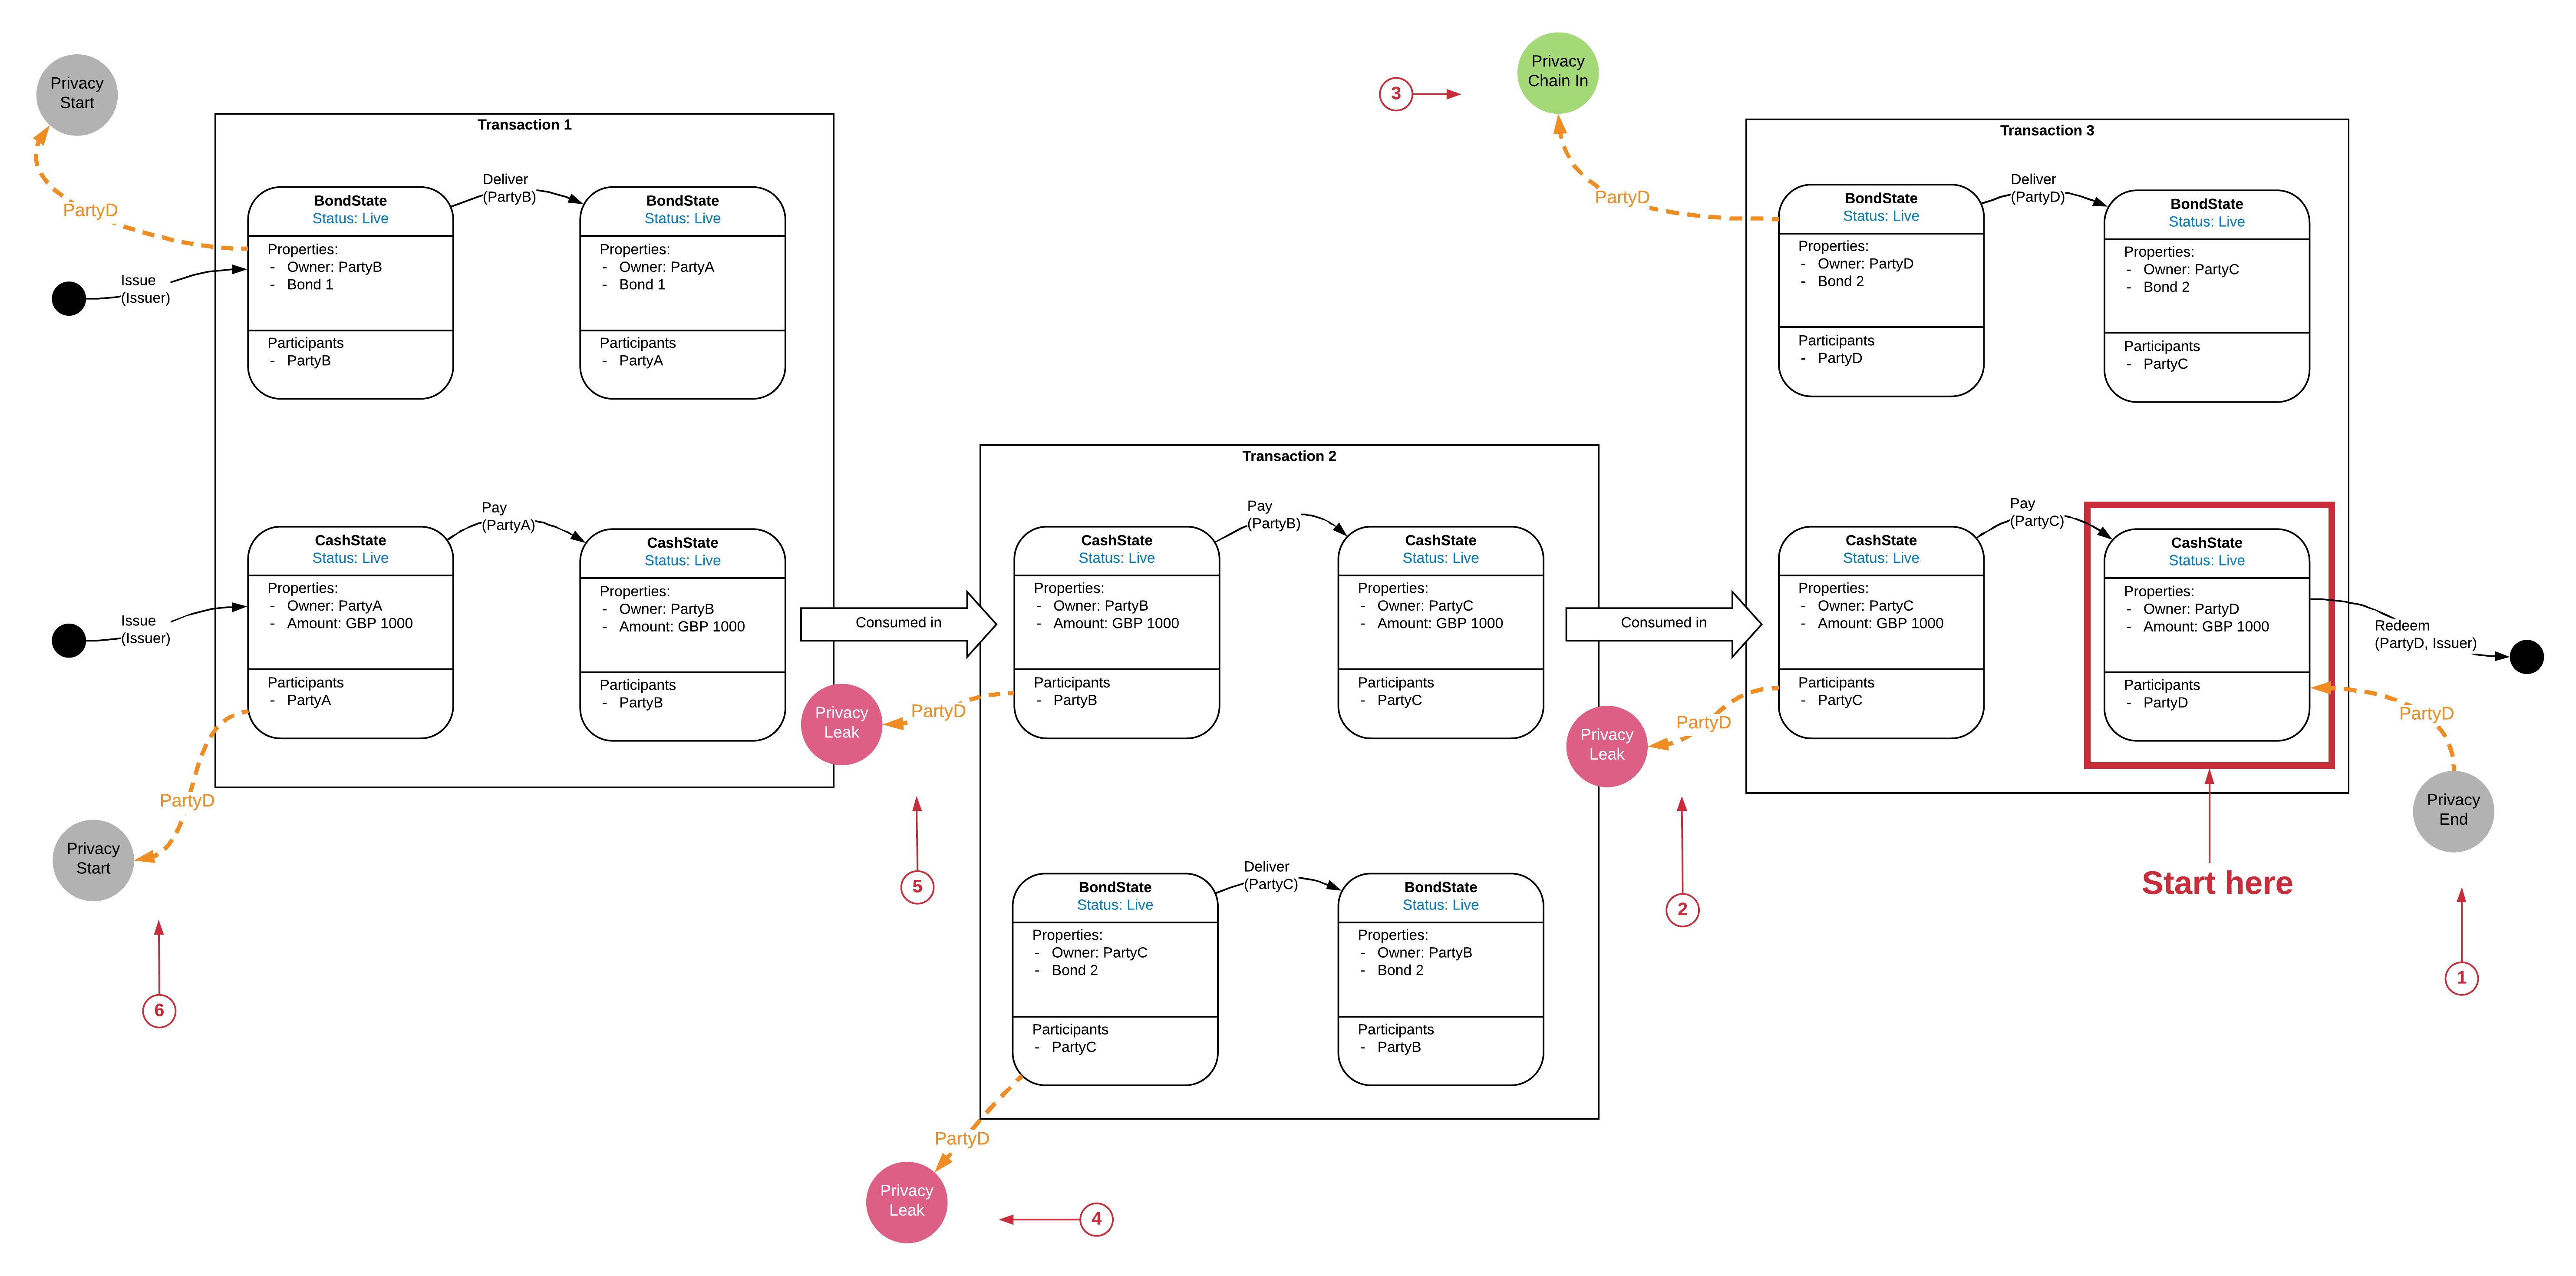 Privacy
Start
PartyD
Issue
(Issuer)
Transaction 1
BondState
Status: Live
Properties:
- Owner: PartyB
- Bond 1
Participants
- PartyB
Deliver
(PartyB)
BondState
Status: Live
Properties:
- Owner: PartyA
- Bond 1
Participants
- PartyA
Issue
(Issuer)
CashState
Status: Live
Properties:
- Owner: PartyA
- Amount: GBP 1000
Participants
- PartyA
Pay
(PartyA)
CashState
Status: Live
Properties:
- Owner: PartyB
- Amount: GBP 1000
Participants
- PartyB
PartyD
Privacy
Start
6
Consumed in
Privacy
Leak
PartyD
5
Transaction 2
CashState
Status: Live
Properties:
- Owner: PartyB
- Amount: GBP 1000
Participants
- PartyB
Pay
(PartyB)
CashState
Status: Live
Properties:
- Owner: PartyC
- Amount: GBP 1000
Participants
- PartyC
BondState
Status: Live
Properties:
- Owner: PartyC
- Bond 2
Participants
- PartyC
Deliver
(PartyC)
BondState
Status: Live
Properties:
- Owner: PartyB
- Bond 2
Participants
- PartyB
PartyD
Privacy
Leak
4
Consumed in
Privacy
Leak
PartyD
2
3
Privacy
Chain In
PartyD
Transaction 3
BondState
Status: Live
Properties:
- Owner: PartyD
- Bond 2
Participants
- PartyD
Deliver
(PartyD)
BondState
Status: Live
Properties:
- Owner: PartyC
- Bond 2
Participants
- PartyC
CashState
Status: Live
Properties:
- Owner: PartyC
- Amount: GBP 1000
Participants
- PartyC
Pay
(PartyC)
CashState
Status: Live
Properties:
- Owner: PartyD
- Amount: GBP 1000
Participants
- PartyD
Redeem
(PartyD, Issuer)
PartyD
Privacy
End
Start here
1